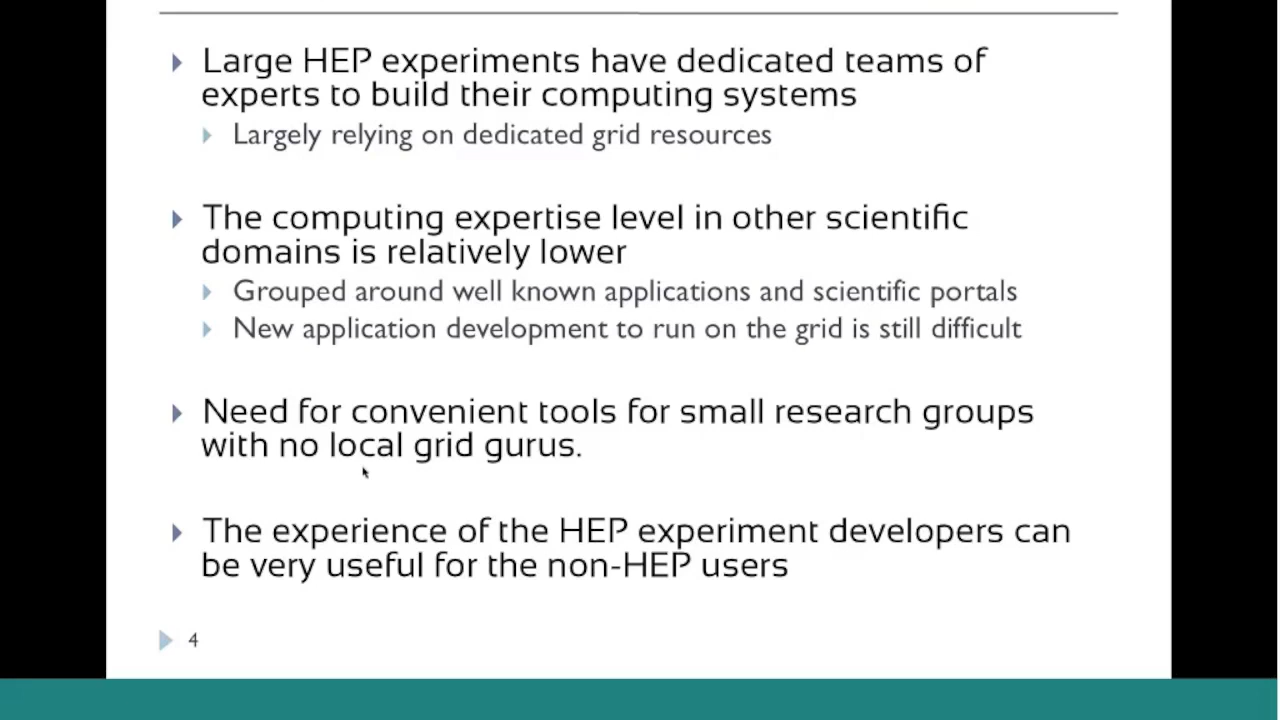 Large HEP experiments have dedicated teams of
experts to build their computing systems
Largely relying on dedicated grid resources
The computing expertise level in other scientific
domains is relatively lower
Grouped around well known applications and scientific portals
New application development to run on the grid is still difficult
Need for convenient tools for small research groups
with no local grid gurus.
The experience of the HEP experiment developers can
be very useful for the non-HEP users
4